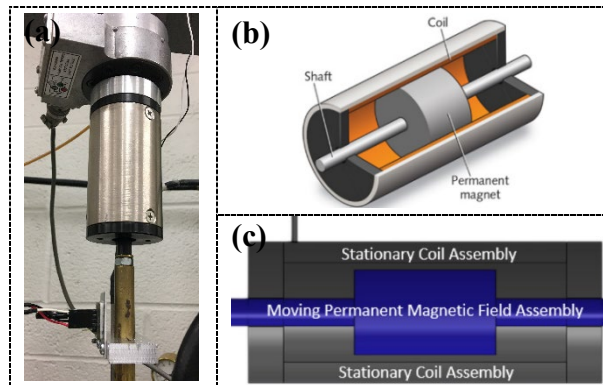 (a)
(b)
Coil
Shaft
Permanent
magnet
(c)
Stationary Coil Assembly
Moving Permanent Magnetic Field Assembly
Stationary Coil Assembly